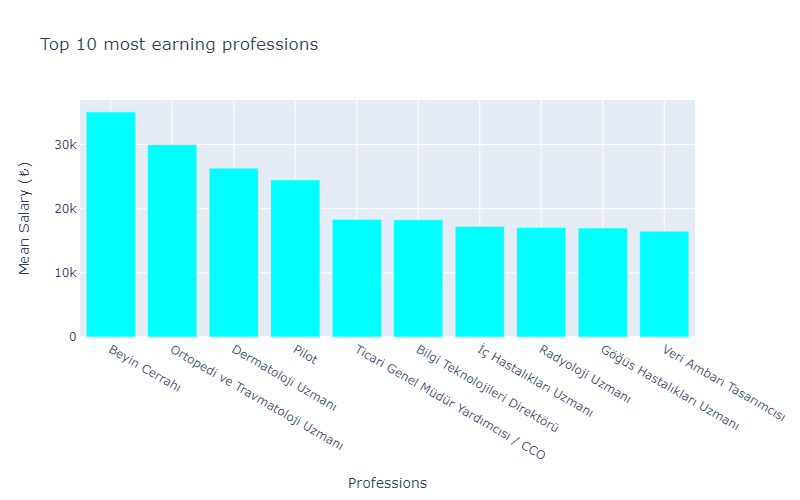 Top 10 most earning professions
Mean Salary (₺)
30k
20k
10k
0
Beyin Cerrahı
Ortopedi ve Travmatoloji Uzmanı
Dermatoloji Uzmanı
Pilot
Ticari Genel Müdür Yardımcısı / CCO
Bilgi Teknolojileri Direktörü
İç Hastalıkları Uzmanı
Radyoloji Uzmanı
Göğüs Hastalıkları Uzmanı
Veri Ambarı Tasarımcısı
Professions